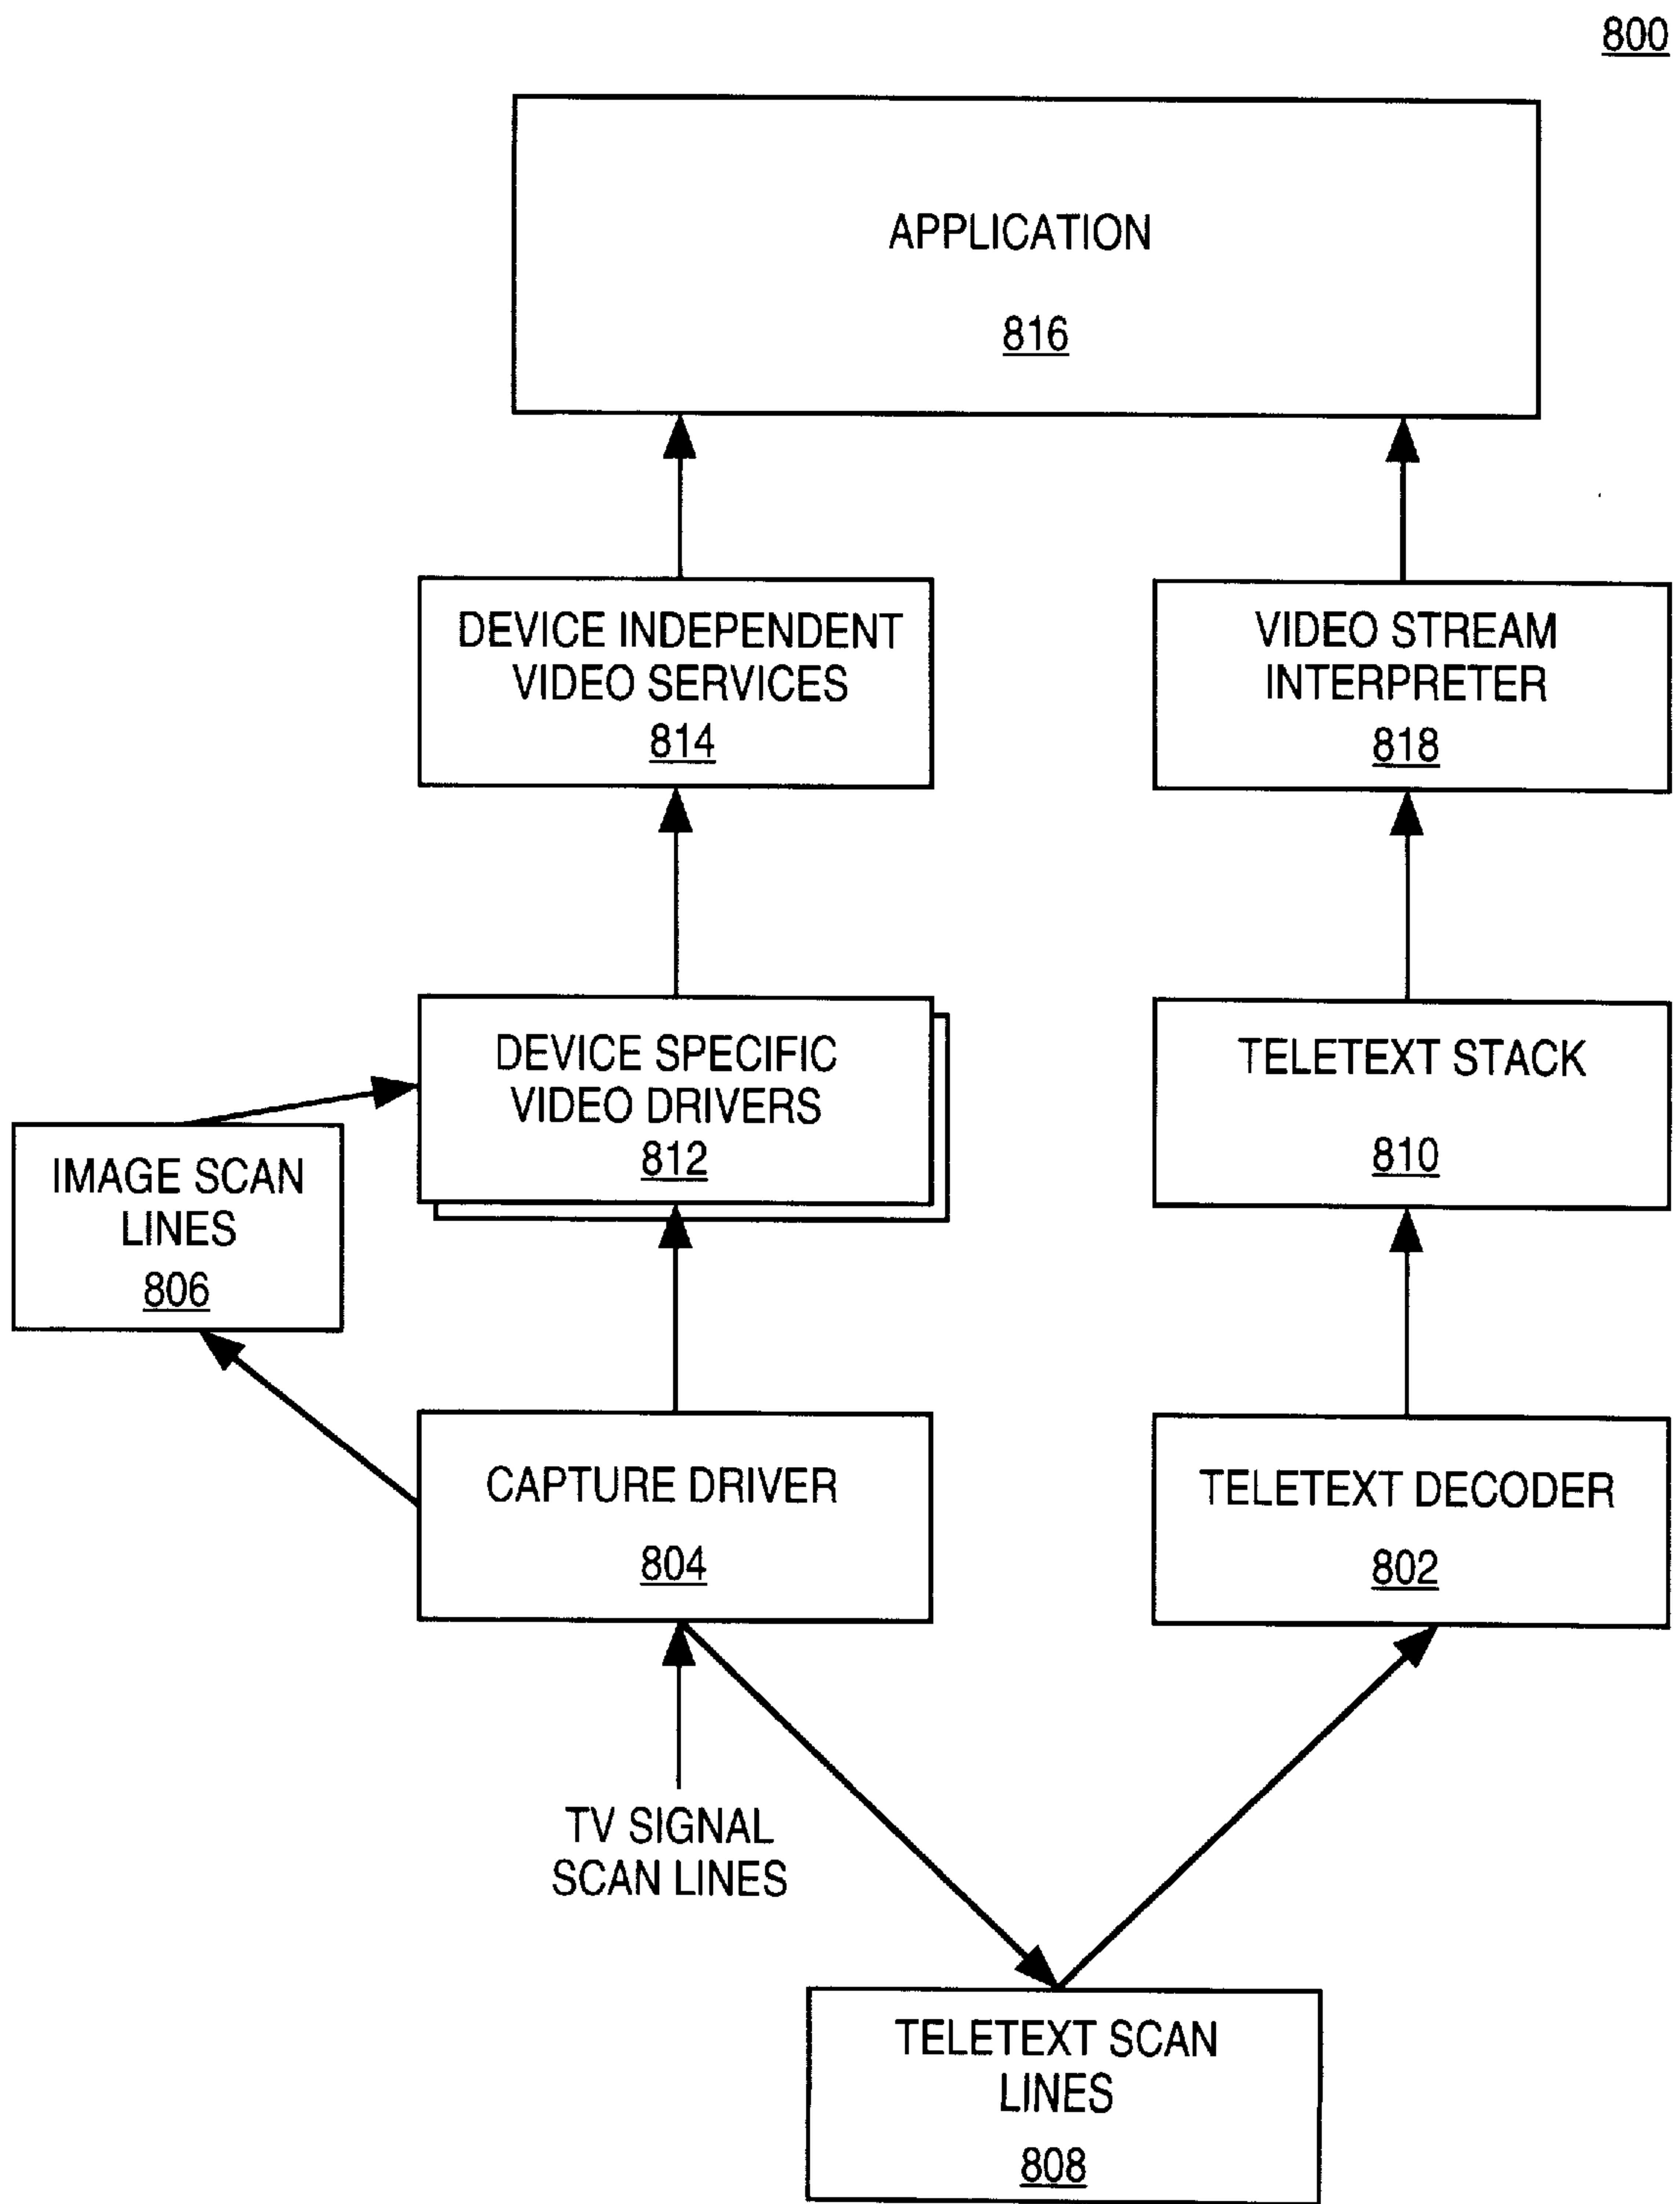 800
APPLICATION
816
DEVICE INDEPENDENT
VIDEO SERVICES
814
VIDEO STREAM
INTERPRETER
818
DEVICE SPECIFIC
VIDEO DRIVERS
812
TELETEXT STACK
810
IMAGE SCAN
LINES
806
CAPTURE DRIVER
804
TELETEXT DECODER
802
TV SIGNAL
SCAN LINES
TELETEXT SCAN
LINES
808